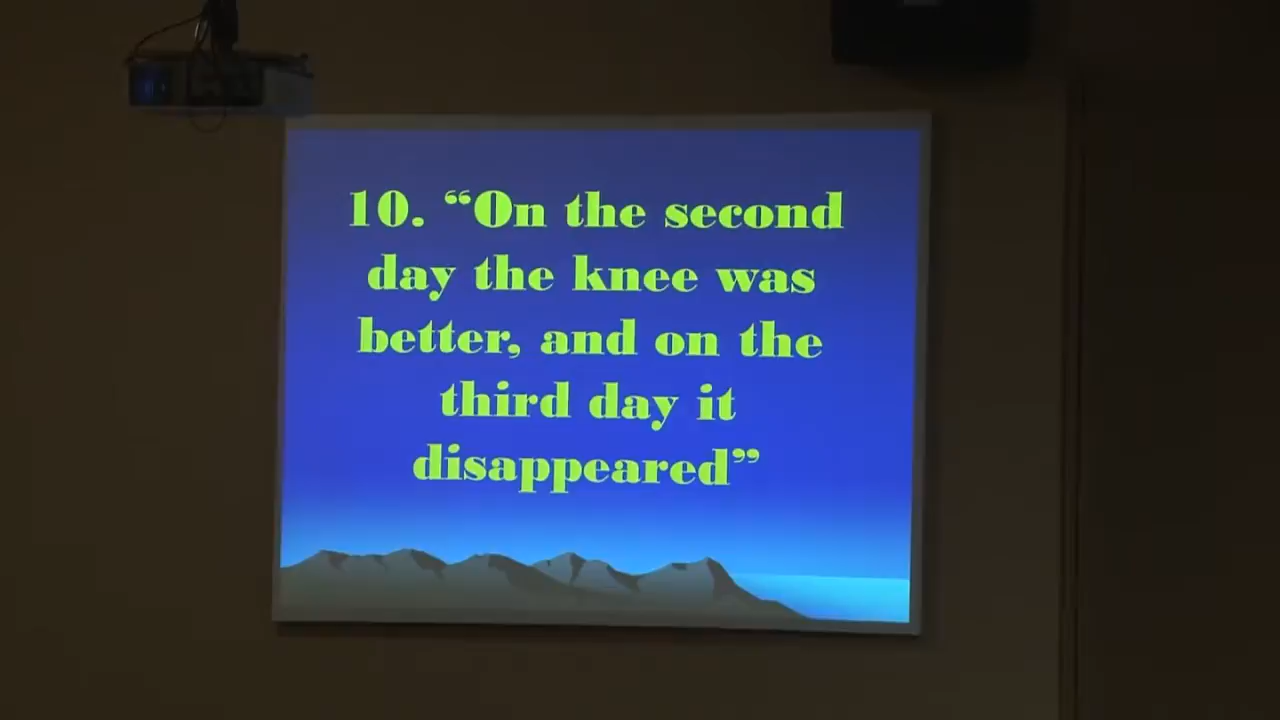 10. “On the second
day the knee was
better, and on the
third day it
disappeared”